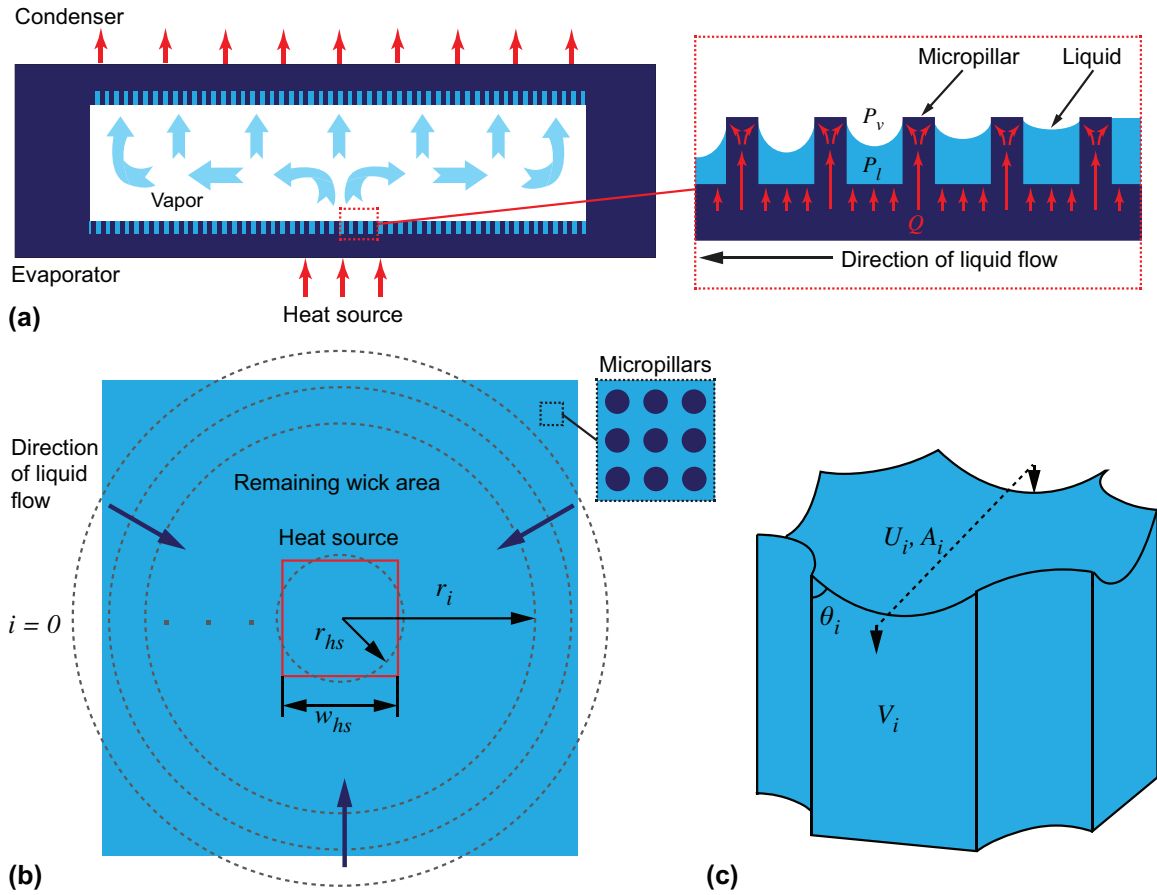 Condenser
Vapor
Evaporator
Heat source
(a)
Micropillar
Liquid
P_v
P_l
Q
Direction of liquid flow
Micropillars
Direction
of liquid
flow
Remaining wick area
Heat source
r_i
i = 0
r_hs
w_hs
(b)
U_i, A_i
θ_i
V_i
(c)